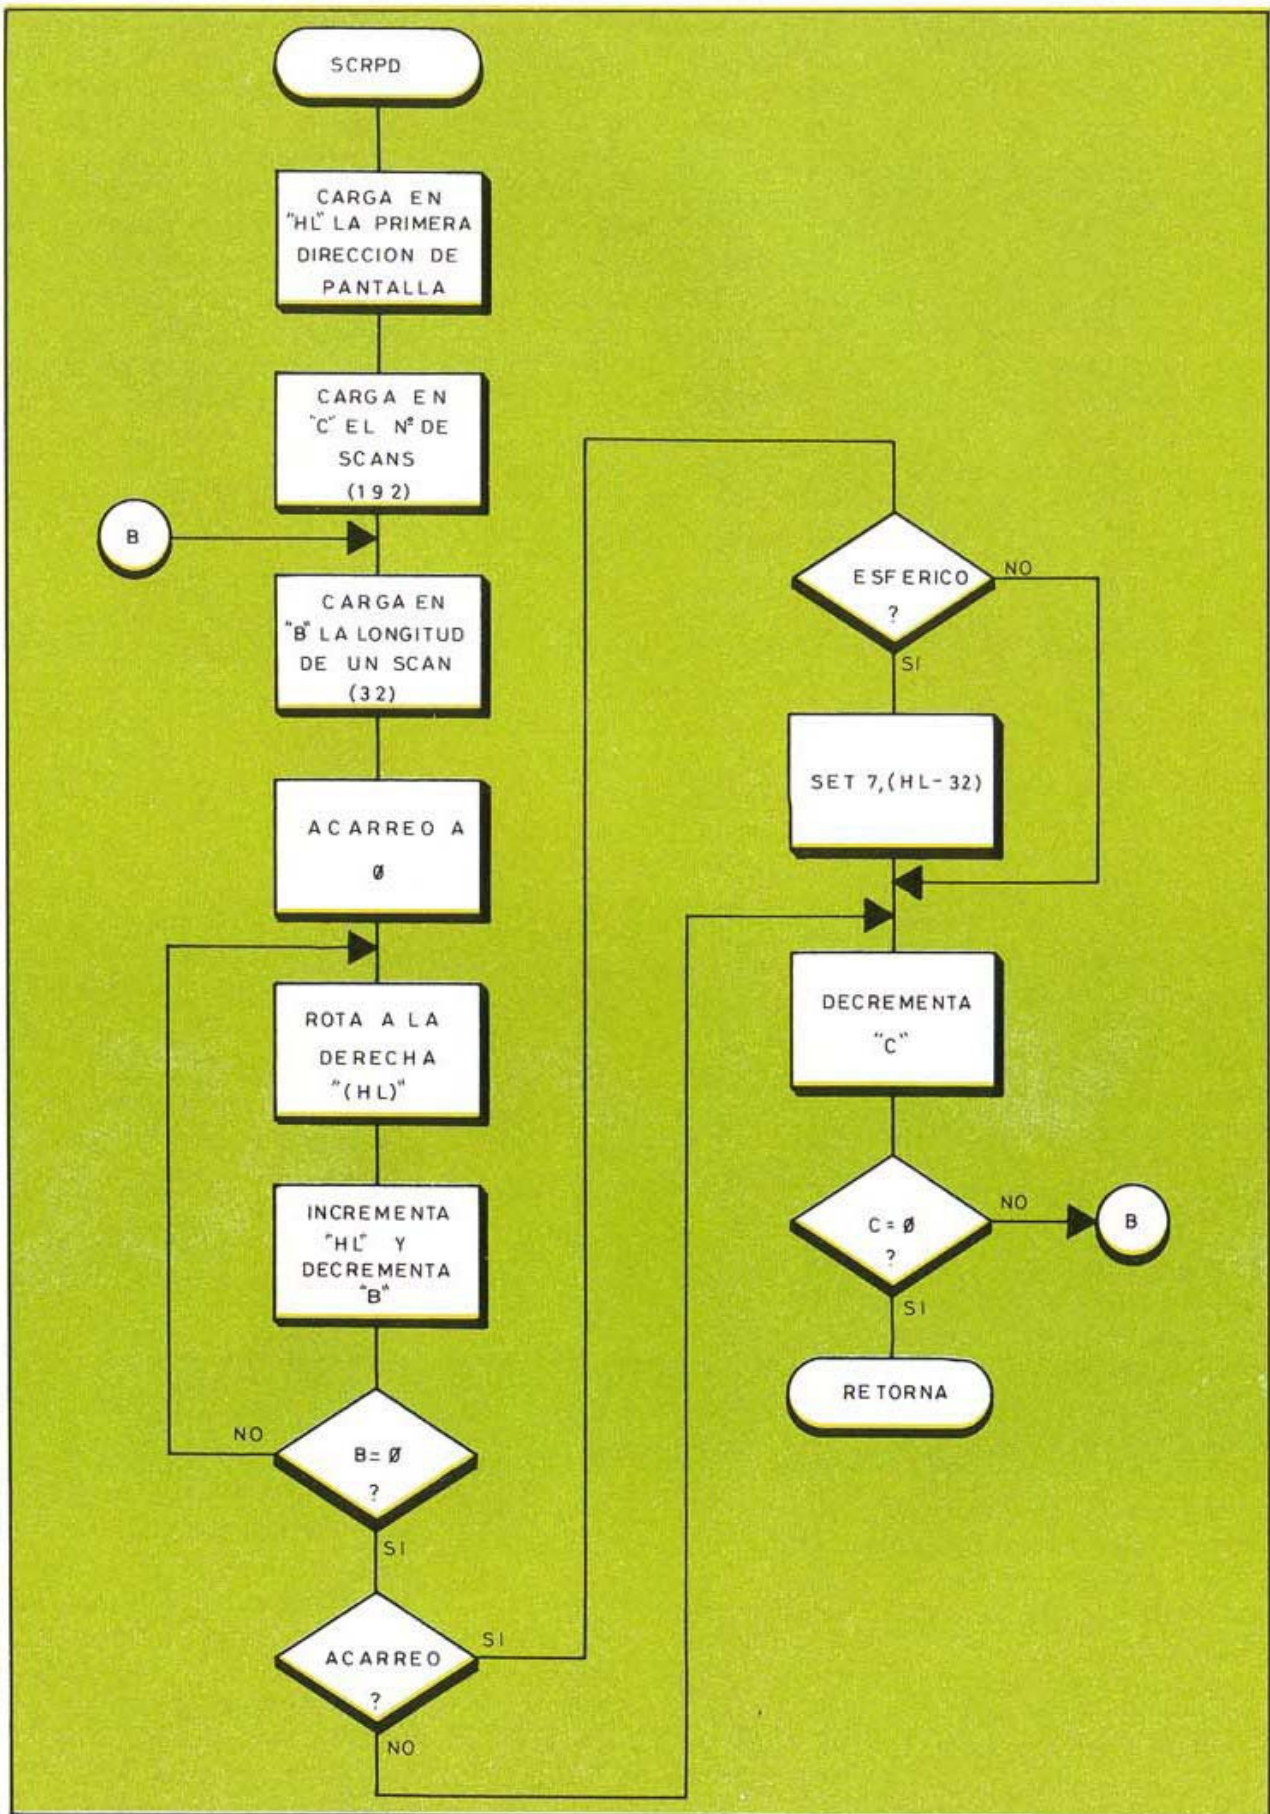 SCRPD
CARGA EN
"HL" LA PRIMERA
DIRECCION DE
PANTALLA
CARGA EN
"C" EL Nº DE
SCANS
(192)
B
CARGA EN
"B" LA LONGITUD
DE UN SCAN
(32)
ACARREO A
Ø
ROTA A LA
DERECHA
"(HL)"
INCREMENTA
"HL" Y
DECREMENTA
"B"
NO
B=Ø
?
SI
ACARREO
?
SI
NO
ESFERICO
?
NO
SI
SET 7,(HL-32)
DECREMENTA
"C"
C=Ø
?
NO
B
SI
RETORNA